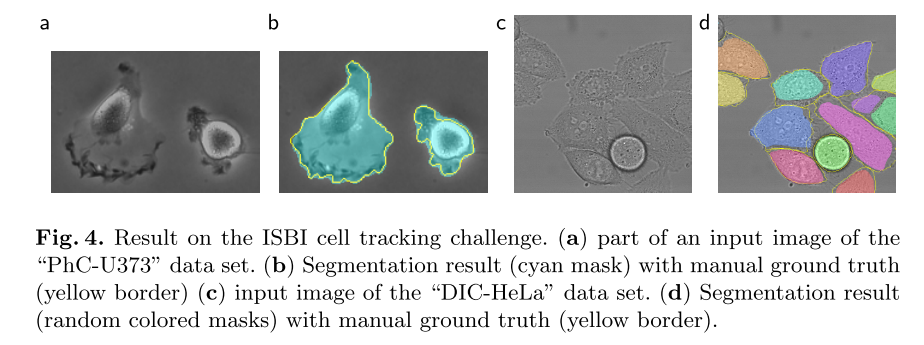 a b c d
Fig. 4. Result on the ISBI cell tracking challenge. (a) part of an input image of the
“PhC-U373” data set. (b) Segmentation result (cyan mask) with manual ground truth
(yellow border) (c) input image of the “DIC-HeLa” data set. (d) Segmentation result
(random colored masks) with manual ground truth (yellow border).